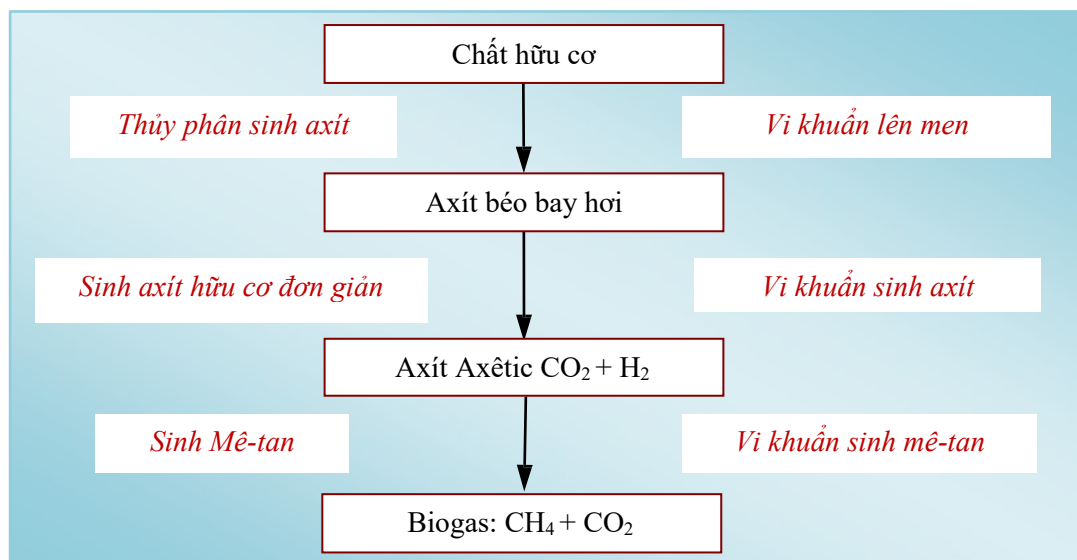 Chất hữu cơ
Thủy phân sinh axít
Vi khuẩn lên men
Axít béo bay hơi
Sinh axít hữu cơ đơn giản
Vi khuẩn sinh axít
Axít Axêtic CO₂ + H₂
Sinh Mê-tan
Vi khuẩn sinh mê-tan
Biogas: CH₄ + CO₂